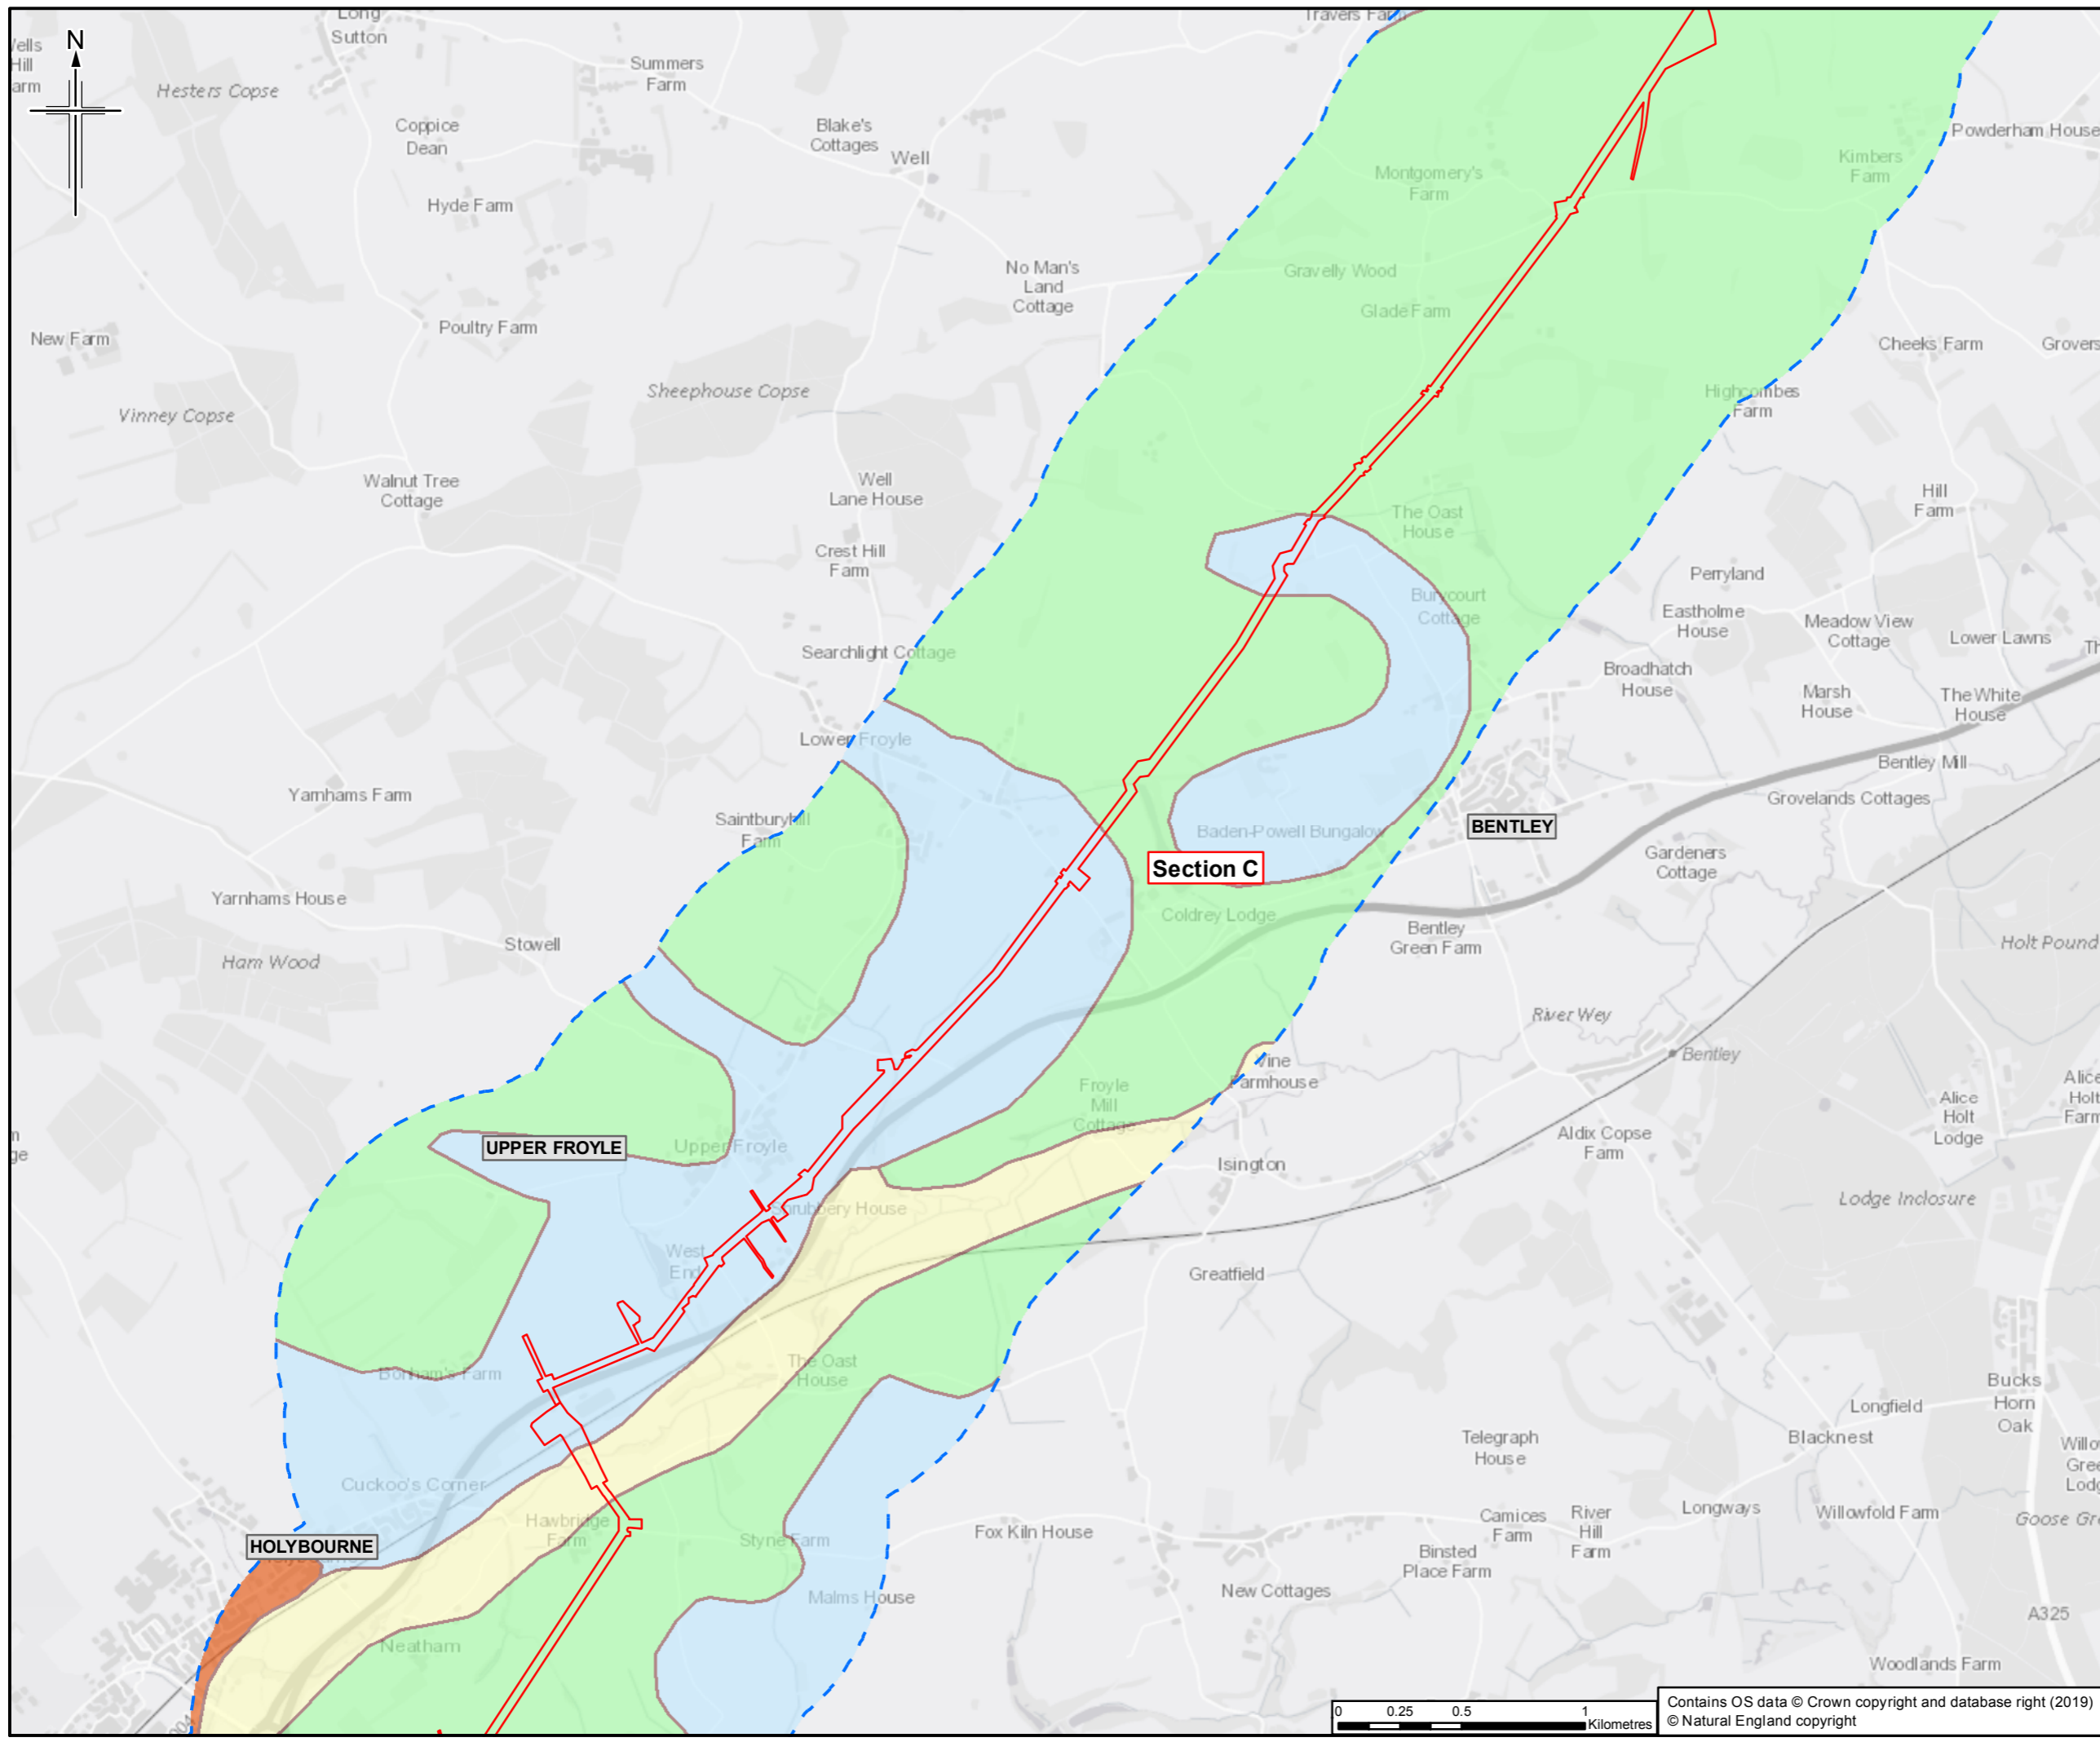 Long
Sutton
Travers Farm
N
Hill
Hesters Copse
Summers
Farm
Coppice
Dean
Blake's
Cottages
Well
Powderham House
Kimbers
Farm
Montgomery's
Farm
Hyde Farm
No Man's
Land
Cottage
Gravelly Wood
Glade Farm
New Farm
Poultry Farm
Cheeks Farm
Grovers
Sheephouse Copse
Highcombes
Farm
Vinney Copse
Walnut Tree
Cottage
Well
Lane House
Hill
Farm
The Oast
House
Crest Hill
Farm
Perryland
Burycourt
Cottage
Eastholme
House
Meadow View
Cottage
Lower Lawns
Searchlight Cottage
Broadhatch
House
Marsh
House
The White
House
Lower Froyle
Bentley Mill
Yarnhams Farm
Grovelands Cottages
Saintburyhill
Farm
Baden-Powell Bungalow
BENTLEY
Section C
Gardeners
Cottage
Yarnhams House
Coldrey Lodge
Bentley
Green Farm
Stowell
Ham Wood
Holt Pound
River Wey
Bentley
Vine
Farmhouse
Froyle
Mill
Cottage
Alice
Holt
Lodge
Alice
Holt
Farm
UPPER FROYLE
Upper Froyle
Aldix Copse
Farm
Isington
Lodge Inclosure
Shrubbery House
West
End
Greatfield
The Oast
House
Bonham's Farm
Bucks
Horn
Oak
Longfield
Telegraph
House
Blacknest
Cuckoo's Corner
Hawbridge
Farm
Styne Farm
Fox Kiln House
Camices
Farm
River
Hill
Farm
Longways
Willowfold Farm
HOLYBOURNE
Binsted
Place Farm
Malms House
New Cottages
A325
Neatham
Woodlands Farm
0 0.25 0.5 1
Kilometres
Contains OS data © Crown copyright and database right (2019)
© Natural England copyright